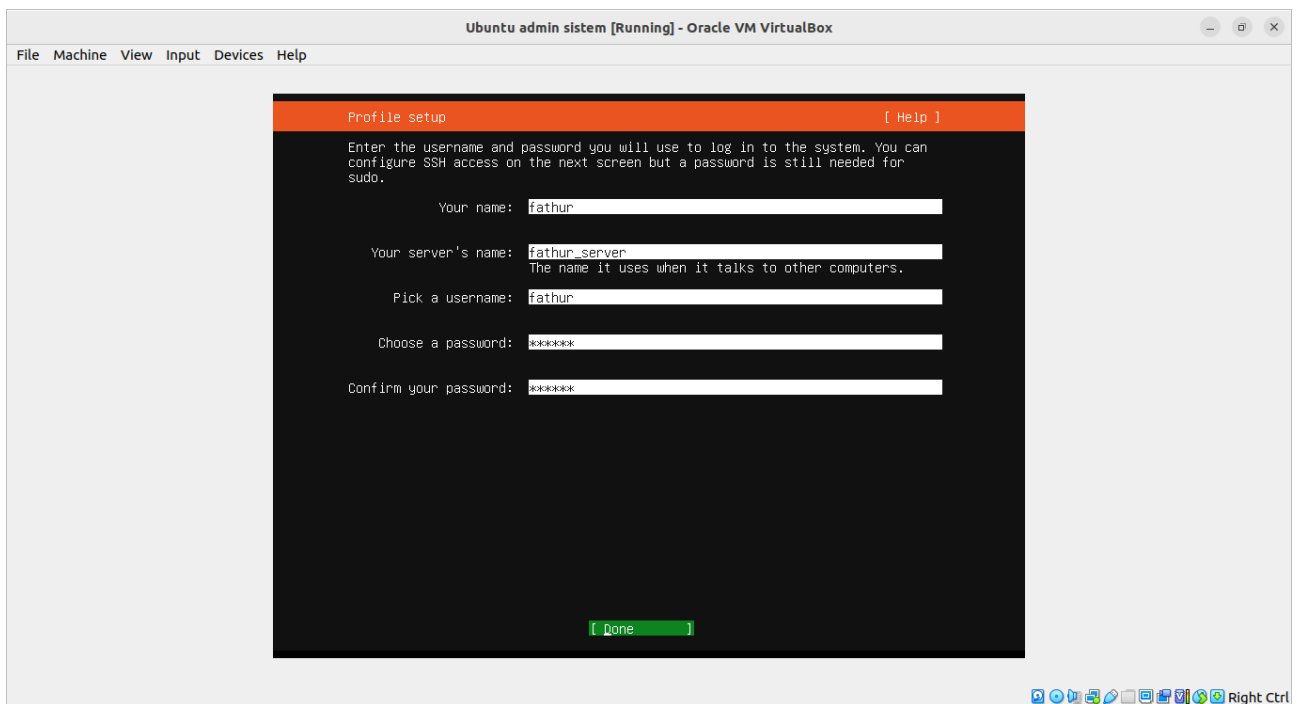 Ubuntu admin sistem [Running] - Oracle VM VirtualBox
File Machine View Input Devices Help
Profile setup [ Help ]
Enter the username and password you will use to log in to the system. You can
configure SSH access on the next screen but a password is still needed for
sudo.
Your name: fathur
Your server's name: fathur_server
The name it uses when it talks to other computers.
Pick a username: fathur
Choose a password: ******
Confirm your password: ******
[ Done ]
Right Ctrl